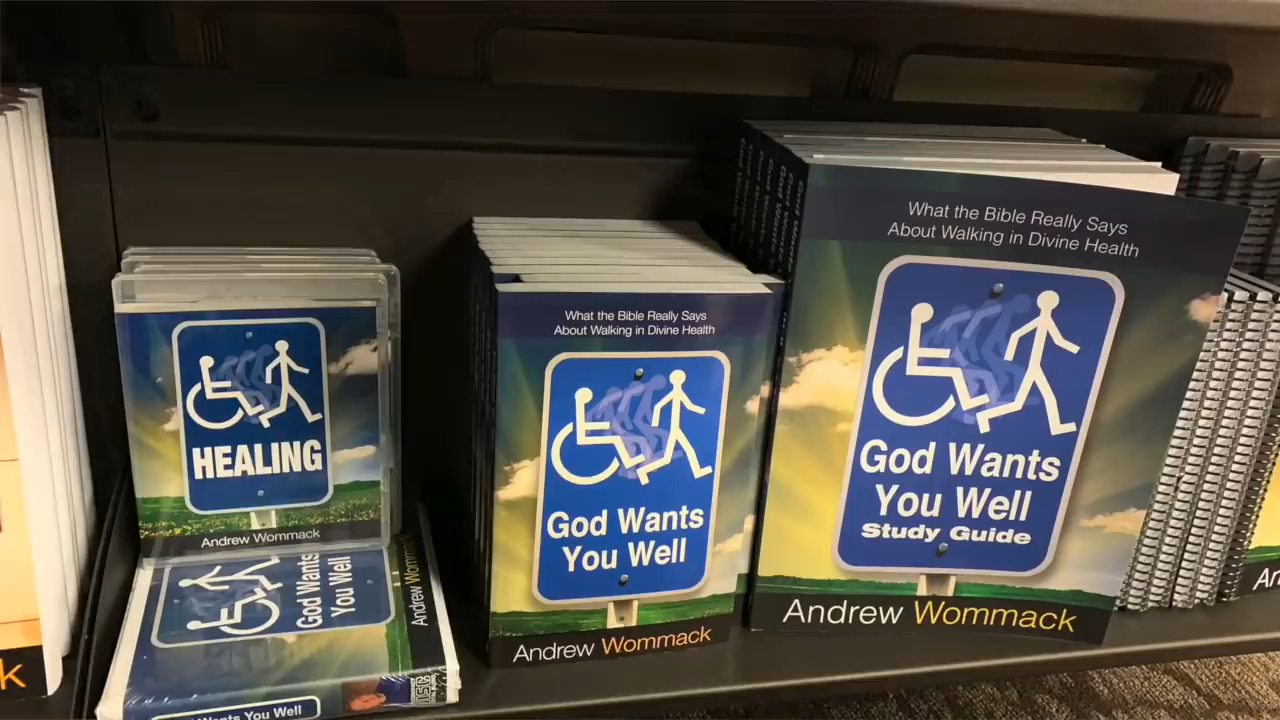 HEALING
Andrew Wommack
God Wants
You Well
Andrew Wommack
God Wants You Well
What the Bible Really Says
About Walking in Divine Health
God Wants
You Well
Andrew Wommack
What the Bible Really Says
About Walking in Divine Health
God Wants
You Well
Study Guide
Andrew Wommack
k
An